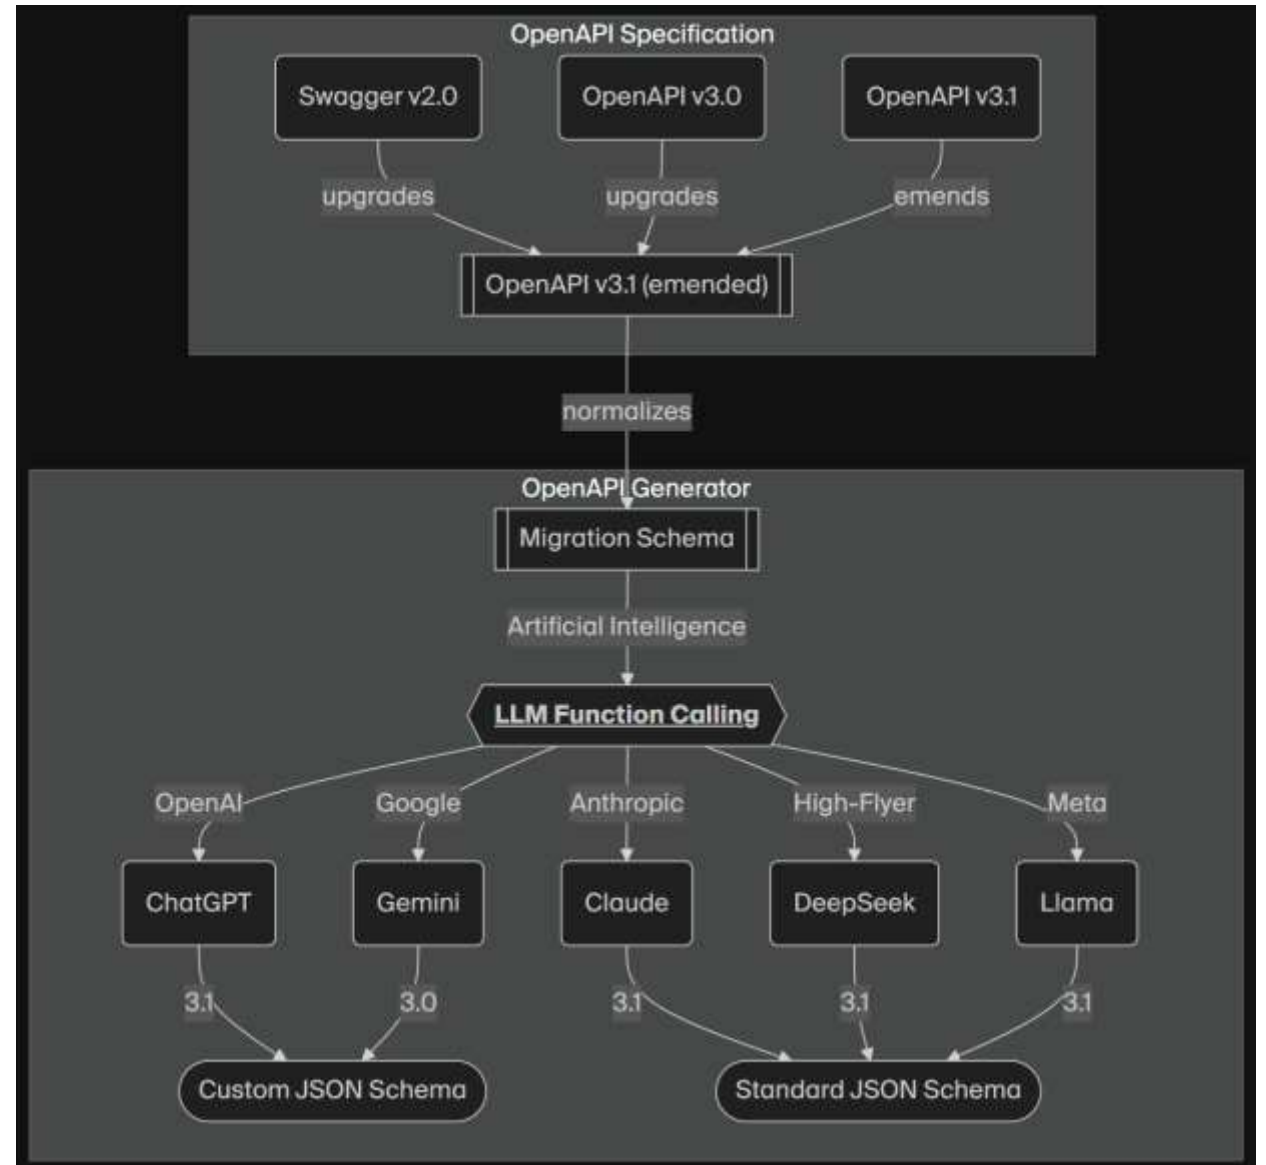 OpenAPI Specification
Swagger v2.0
OpenAPI v3.0
OpenAPI v3.1
upgrades
upgrades
emends
OpenAPI v3.1 (emended)
normalizes
OpenAPI Generator
Migration Schema
Artificial Intelligence
LLM Function Calling
OpenAI
Google
Anthropic
High-Flyer
Meta
ChatGPT
Gemini
Claude
DeepSeek
Llama
3.1
3.0
3.1
3.1
3.1
Custom JSON Schema
Standard JSON Schema